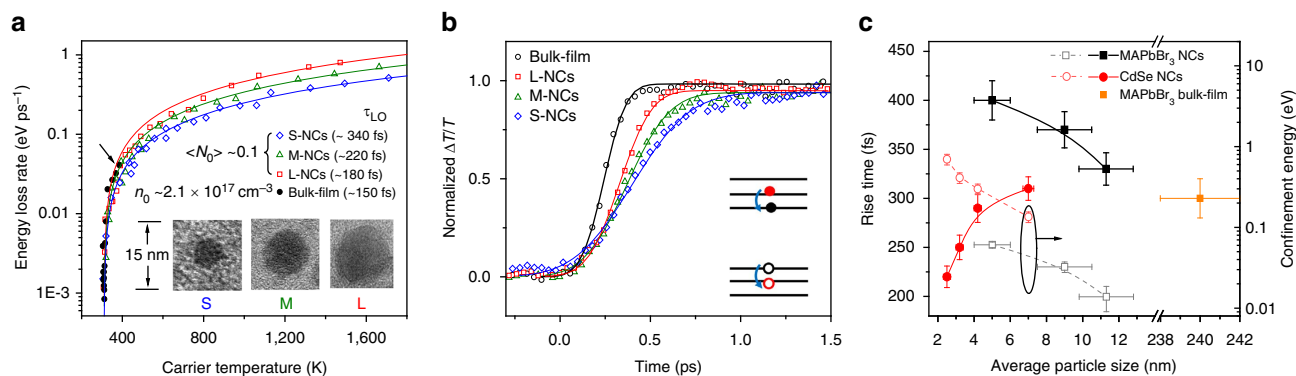 a
Energy loss rate (eV ps⁻¹)
1
0.1
0.01
1E-3
400
800
1,200
1,600
Carrier temperature (K)
τLO
<N0> ~0.1
S-NCs (~ 340 fs)
M-NCs (~220 fs)
L-NCs (~180 fs)
n0 ~2.1 × 10¹⁷ cm⁻³
Bulk-film (~150 fs)
15 nm
S
M
L
b
Normalized ΔT/T
1.0
0.5
0.0
0.0
0.5
1.0
1.5
Time (ps)
Bulk-film
L-NCs
M-NCs
S-NCs
c
Rise time (fs)
450
400
350
300
250
200
2
4
6
8
10
12
14
238
240
242
Average particle size (nm)
MAPbBr₃ NCs
CdSe NCs
MAPbBr₃ bulk-film
10
1
0.1
0.01
Confinement energy (eV)